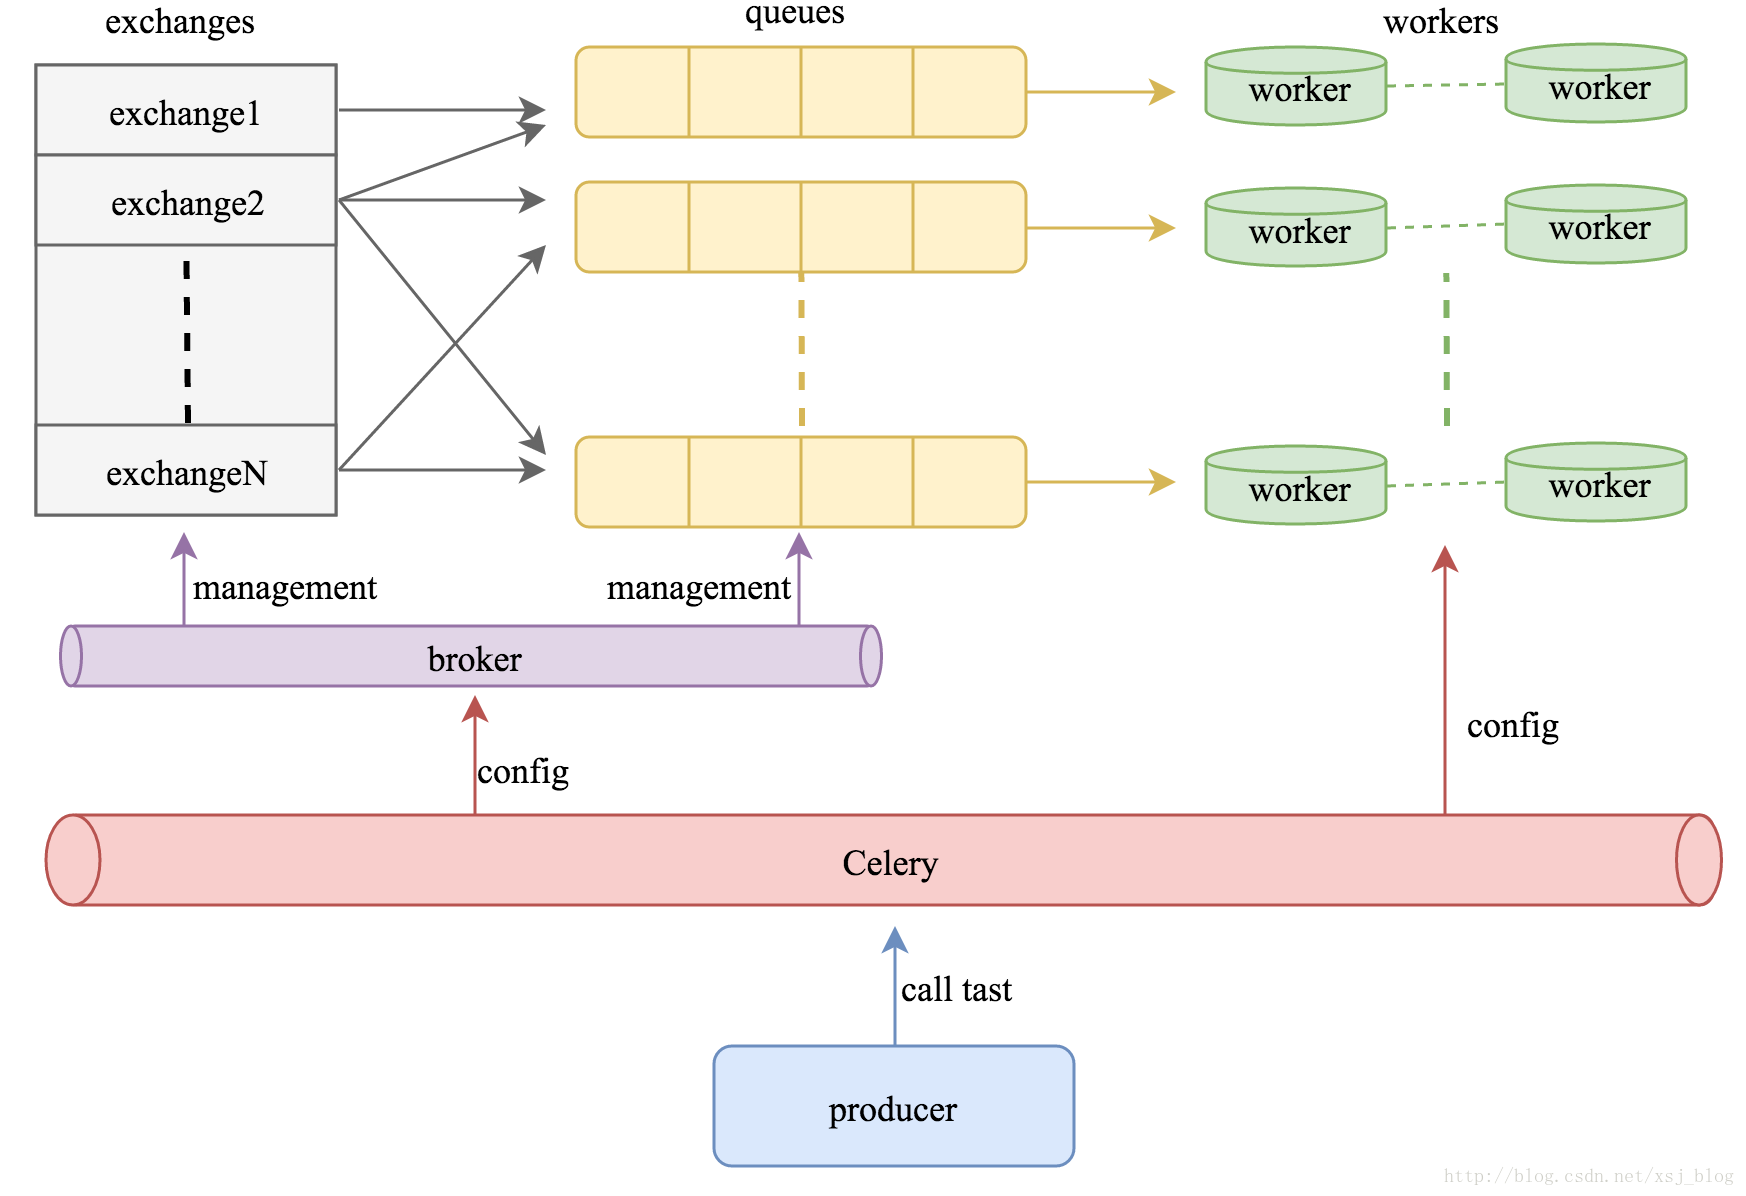 exchanges
queues
workers
exchange1
worker
worker
exchange2
worker
worker
exchangeN
worker
worker
management
management
broker
config
config
Celery
call tast
producer
http://blog.csdn.net/xsj_blog